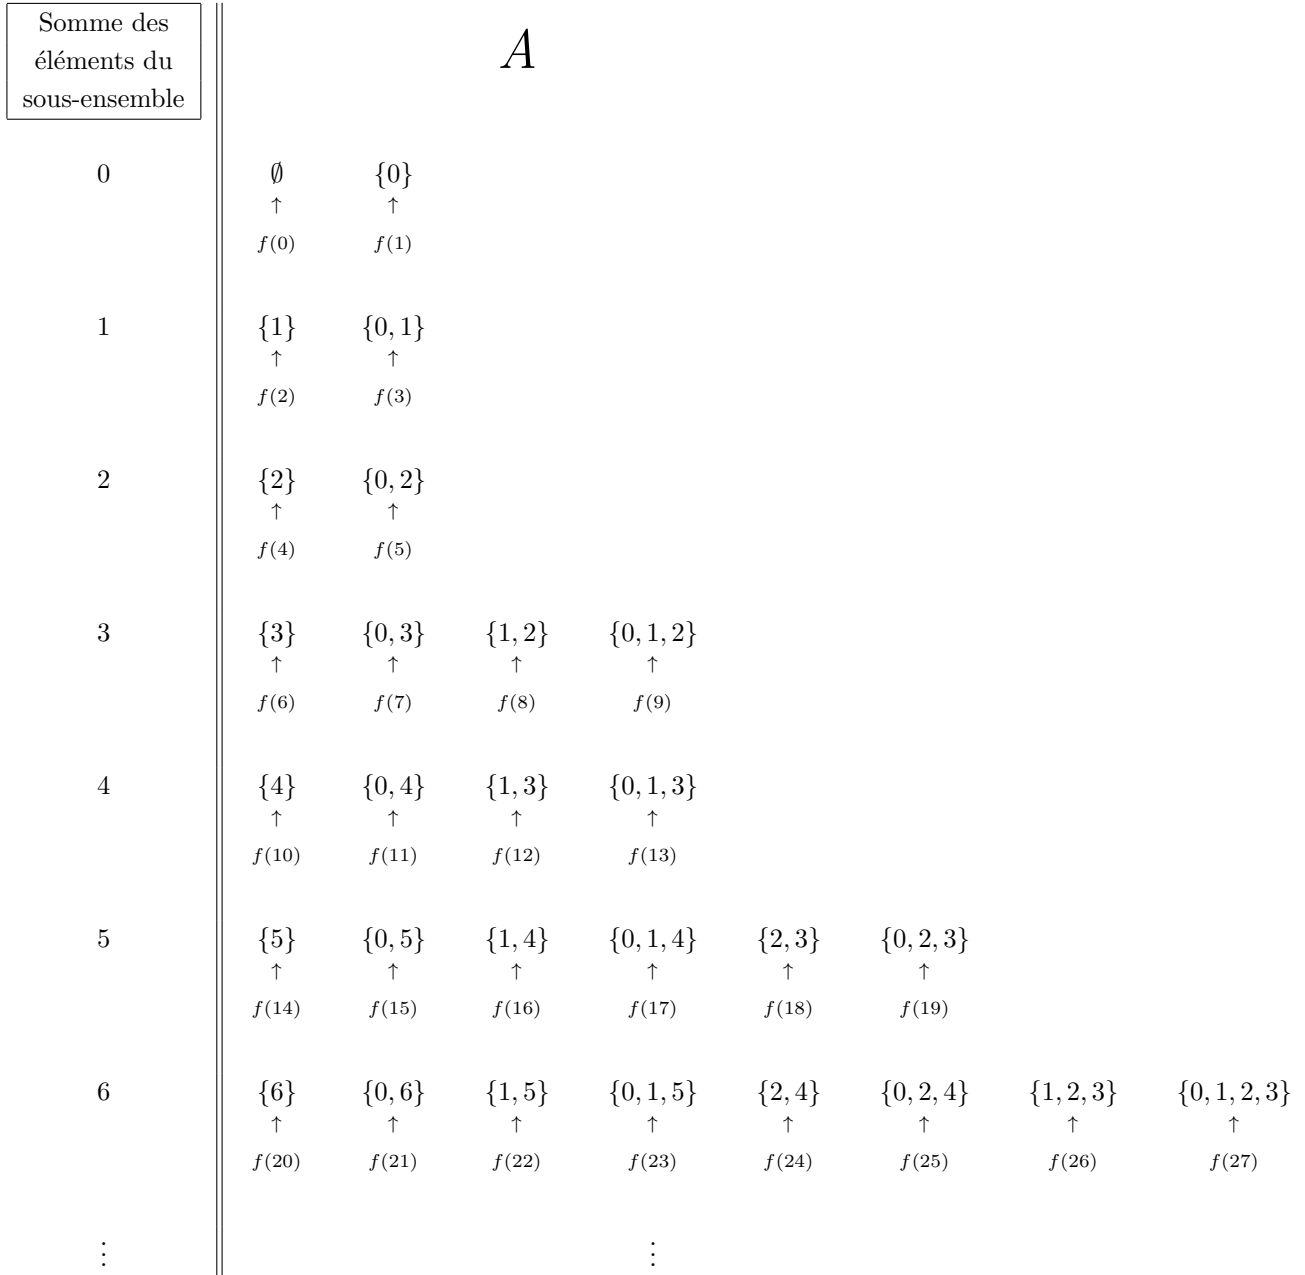 Somme des
éléments du
sous-ensemble
A
0 ∅ {0}
↑ ↑
f(0) f(1)
1 {1} {0, 1}
↑ ↑
f(2) f(3)
2 {2} {0, 2}
↑ ↑
f(4) f(5)
3 {3} {0, 3} {1, 2} {0, 1, 2}
↑ ↑ ↑ ↑
f(6) f(7) f(8) f(9)
4 {4} {0, 4} {1, 3} {0, 1, 3}
↑ ↑ ↑ ↑
f(10) f(11) f(12) f(13)
5 {5} {0, 5} {1, 4} {0, 1, 4} {2, 3} {0, 2, 3}
↑ ↑ ↑ ↑ ↑ ↑
f(14) f(15) f(16) f(17) f(18) f(19)
6 {6} {0, 6} {1, 5} {0, 1, 5} {2, 4} {0, 2, 4} {1, 2, 3} {0, 1, 2, 3}
↑ ↑ ↑ ↑ ↑ ↑ ↑ ↑
f(20) f(21) f(22) f(23) f(24) f(25) f(26) f(27)
⋮ ⋮